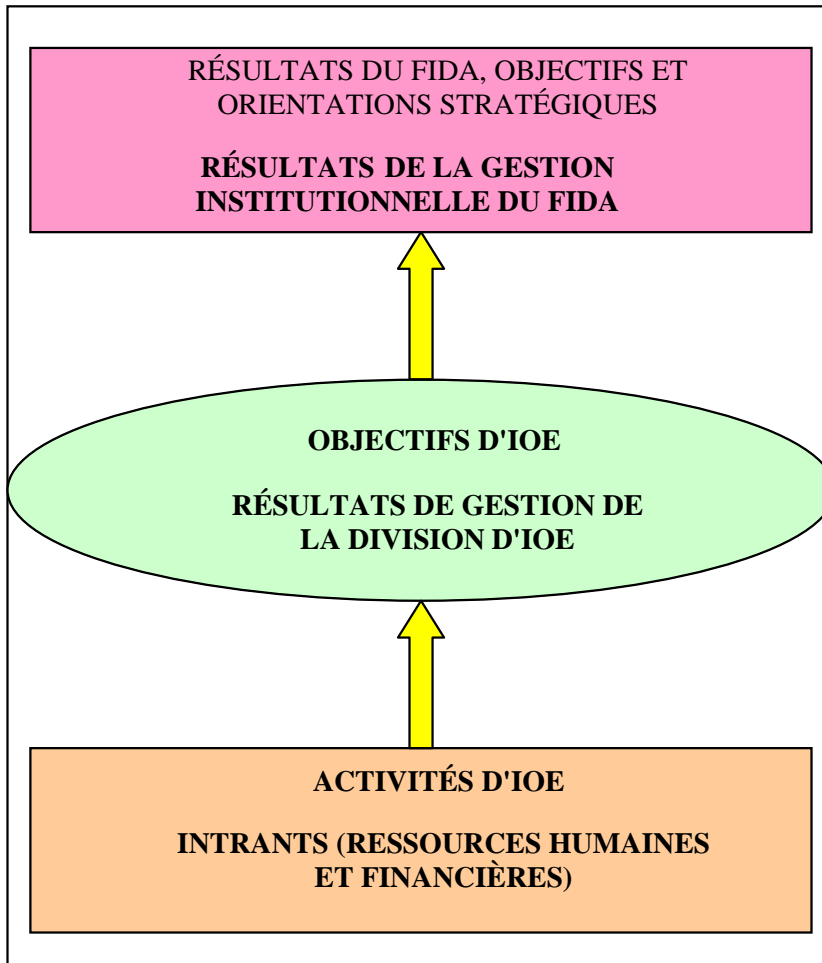 RÉSULTATS DU FIDA, OBJECTIFS ET
ORIENTATIONS STRATÉGIQUES
RÉSULTATS DE LA GESTION
INSTITUTIONNELLE DU FIDA
OBJECTIFS D'IOE
RÉSULTATS DE GESTION DE
LA DIVISION D'IOE
ACTIVITÉS D'IOE
INTRANTS (RESSOURCES HUMAINES
ET FINANCIÈRES)